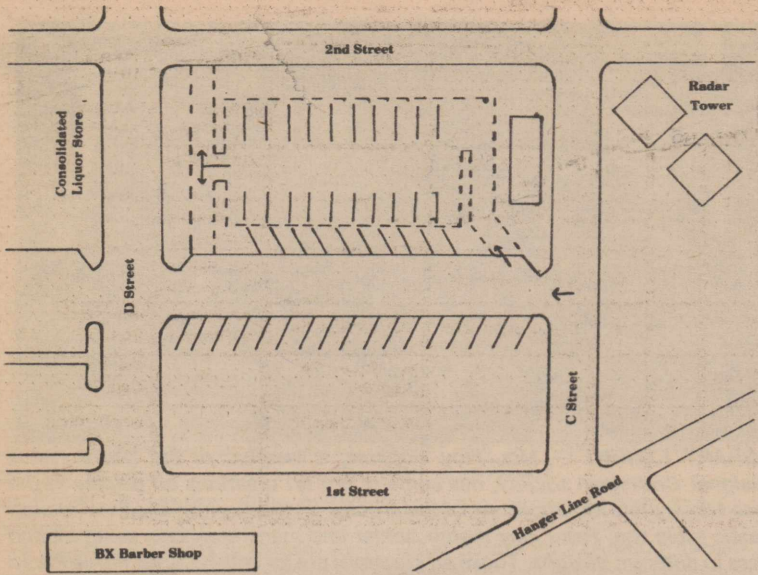 2nd Street
Radar
Tower
Consolidated
Liquor Store
D Street
C Street
1st Street
Hanger Line Road
BX Barber Shop